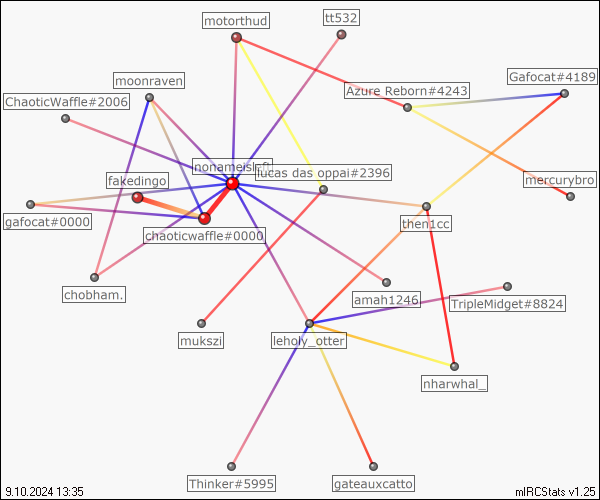 motorthud
tt532
moonraven
Azure Reborn#4243
Gafocat#4189
ChaoticWaffle#2006
nonameisleft
lucas das oppai#2396
fakedingo
mercurybro
gafocat#0000
chaoticwaffle#0000
then1cc
chobham.
amah1246
TripleMidget#8824
mukszi
leholy_otter
nharwhal_
Thinker#5995
gateauxcatto
9.10.2024 13:35
mIRCStats v1.25